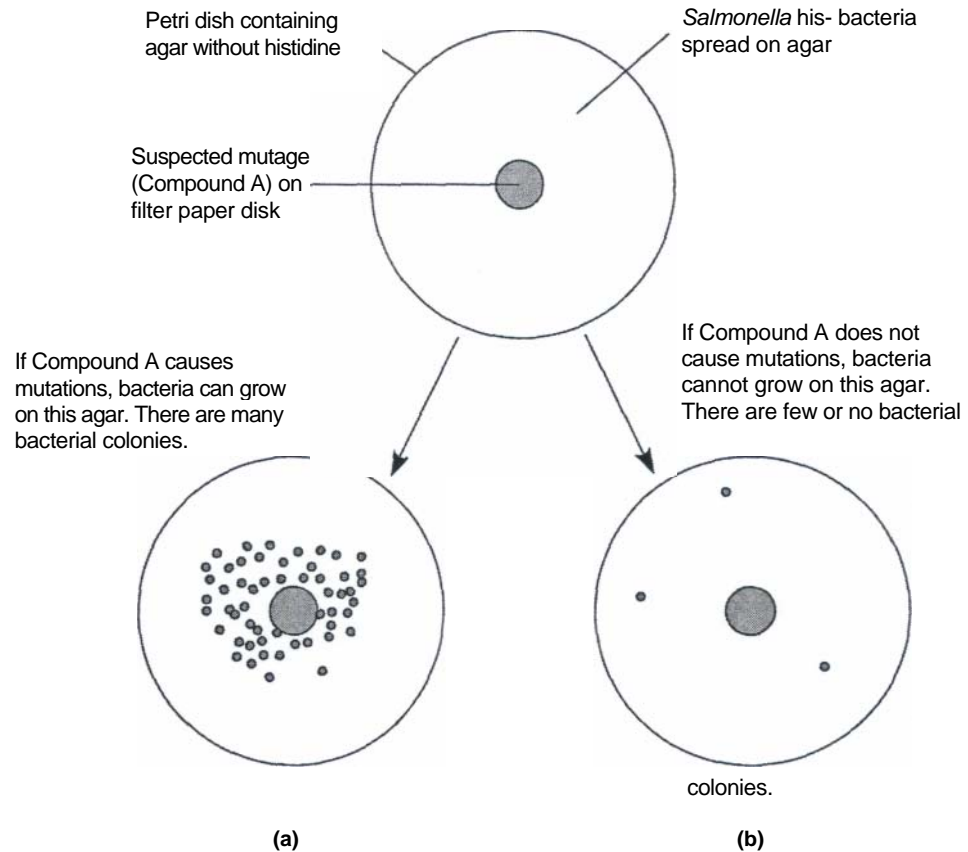 Petri dish containing
agar without histidine
Salmonella his- bacteria
spread on agar
Suspected mutage
(Compound A) on
filter paper disk
If Compound A causes
mutations, bacteria can grow
on this agar. There are many
bacterial colonies.
If Compound A does not
cause mutations, bacteria
cannot grow on this agar.
There are few or no bacterial
colonies.
(a)
(b)